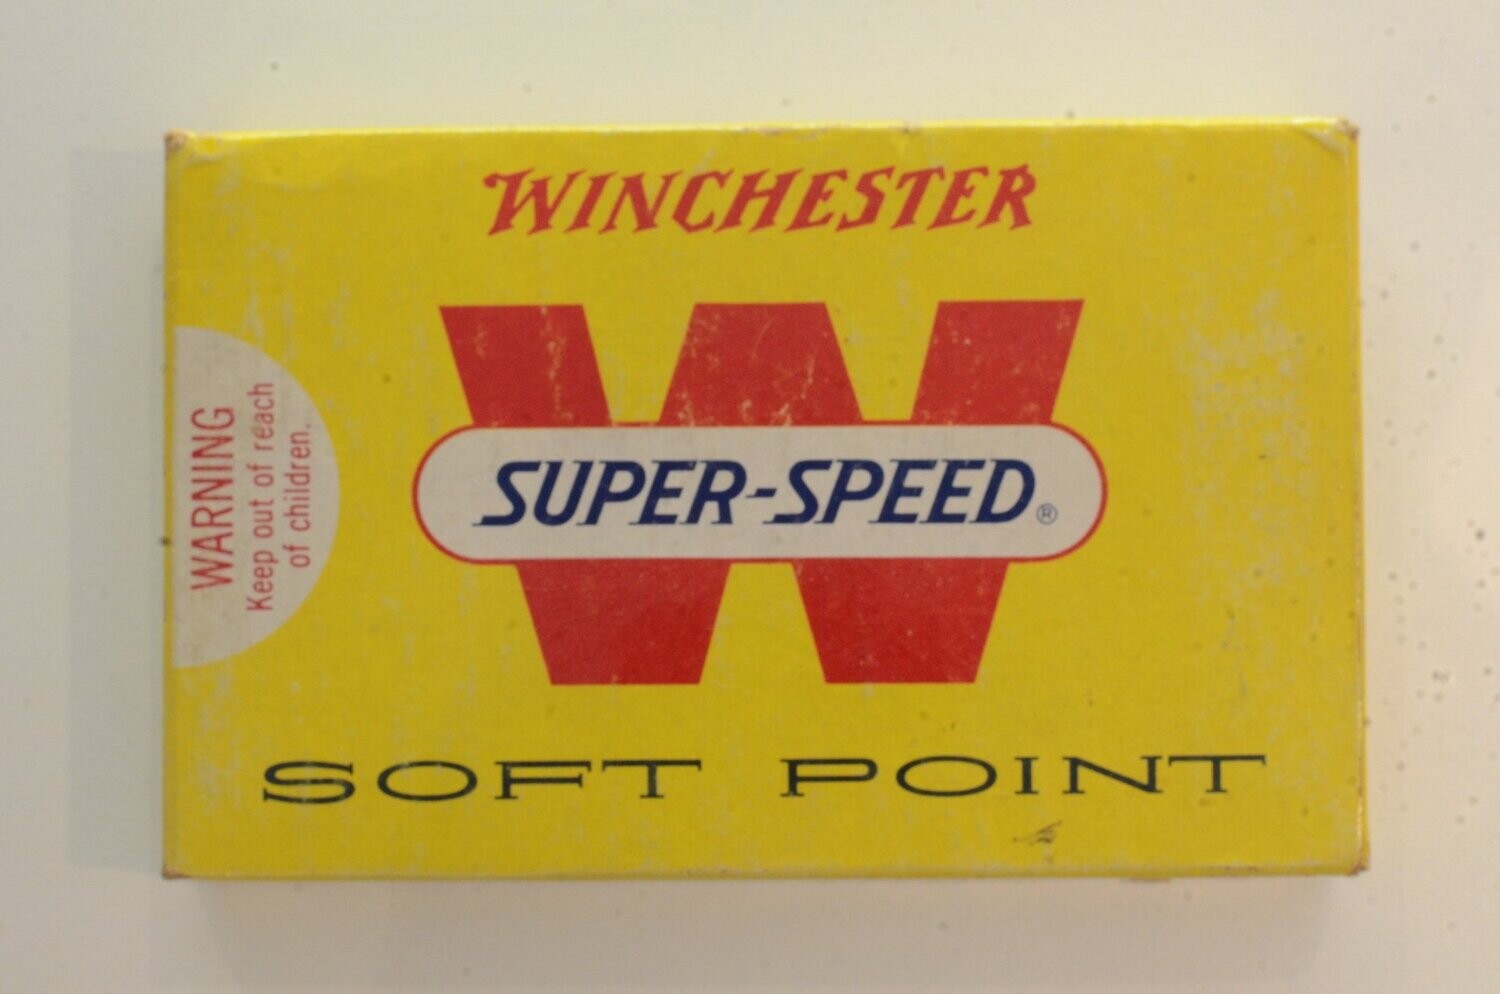 WINCHESTER
W
SUPER-SPEED®
SOFT POINT
WARNING
Keep out of reach
of children.